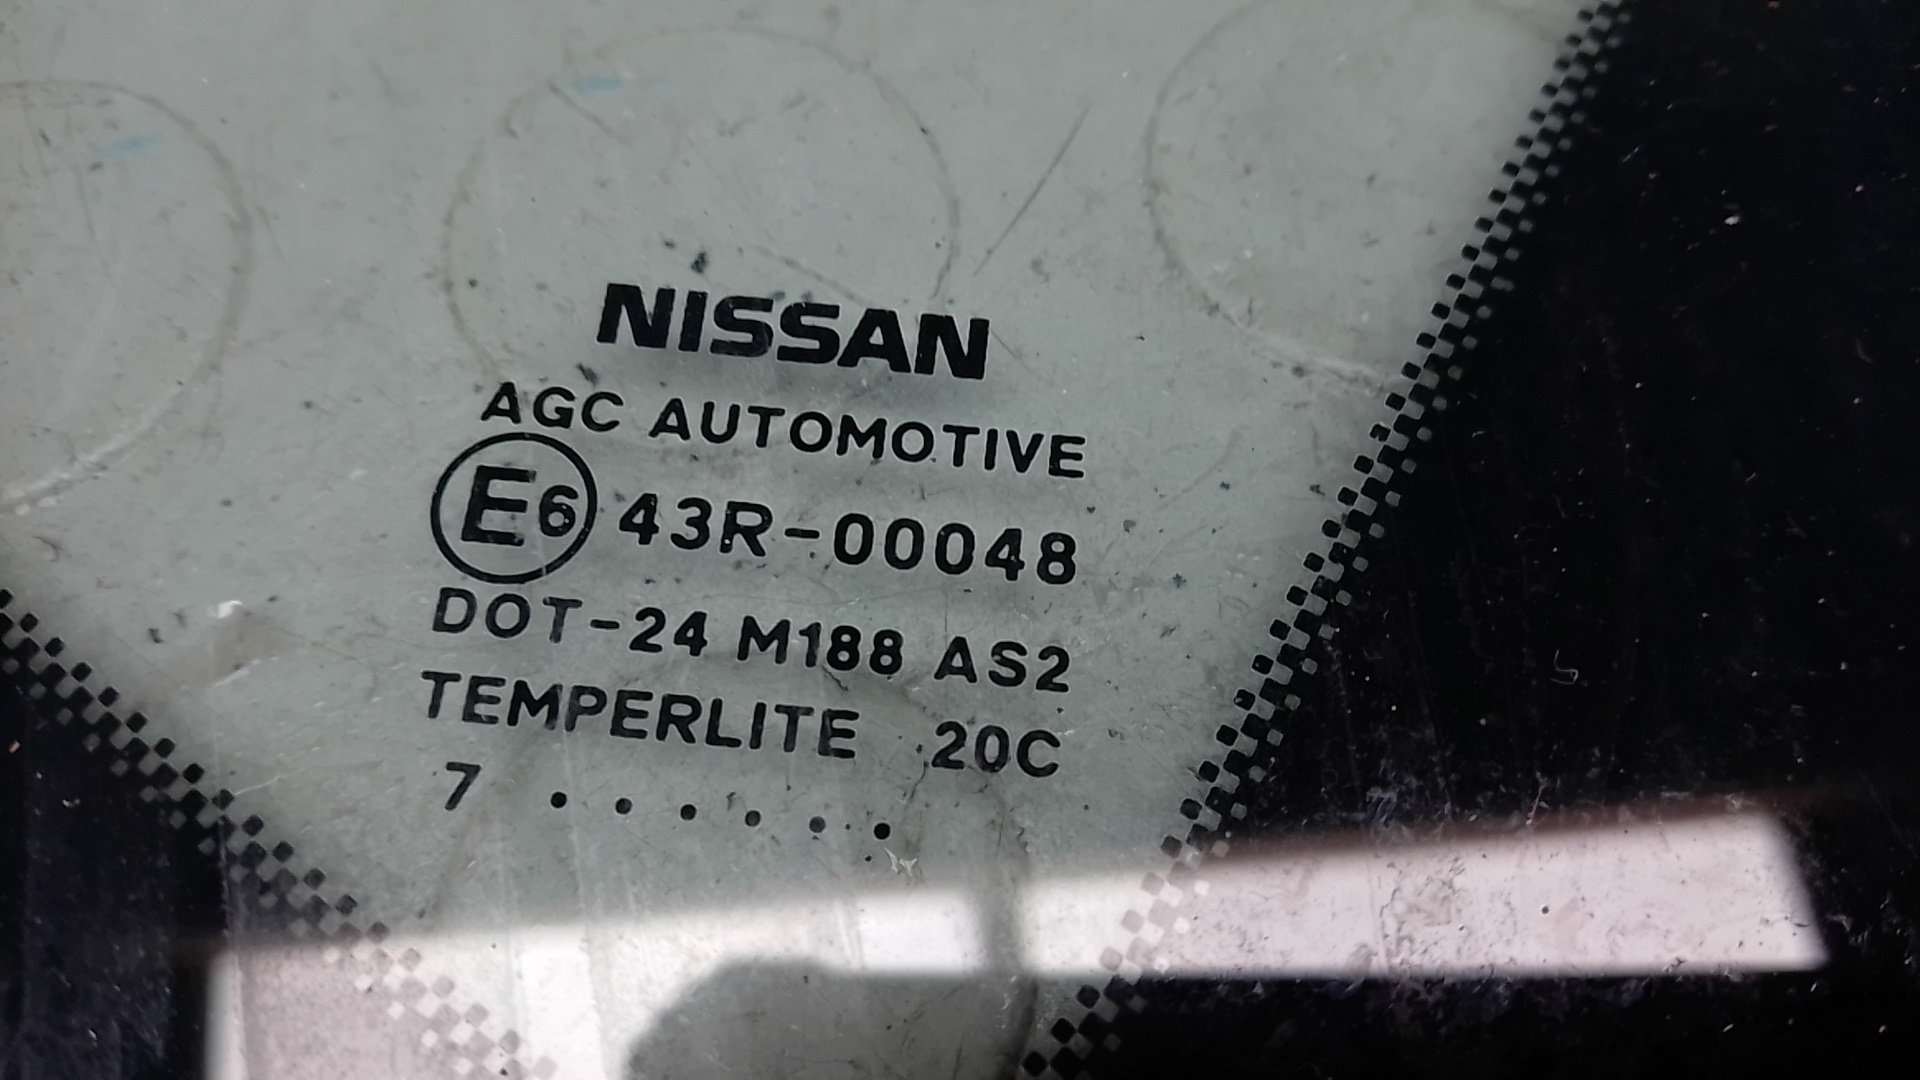 NISSAN
AGC AUTOMOTIVE
E6 43R-00048
DOT-24 M188 AS2
TEMPERLITE 20C
7 . . . . . .